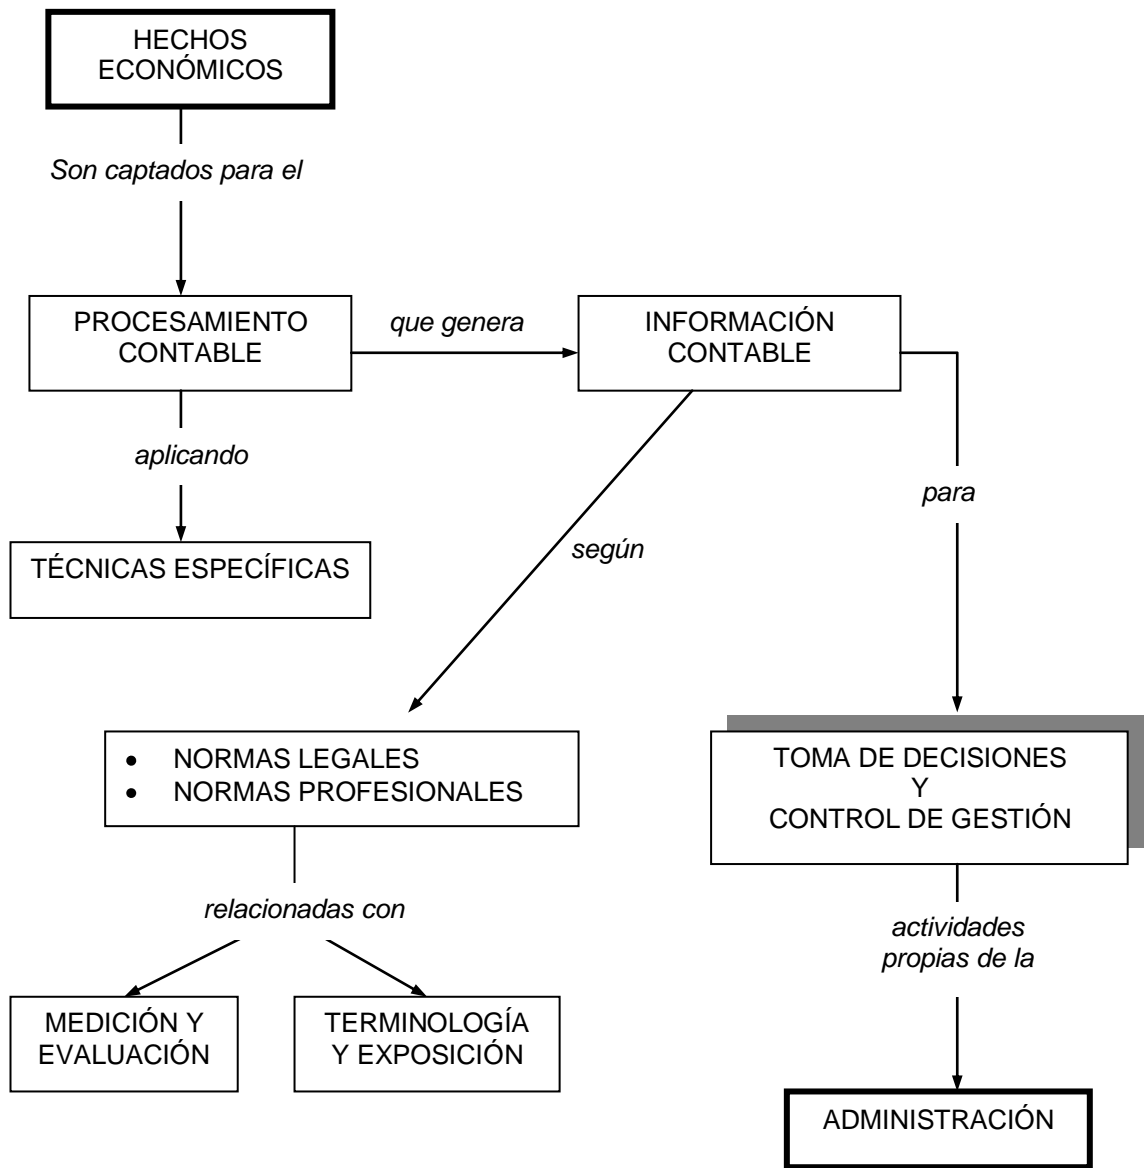 HECHOS
ECONÓMICOS
Son captados para el
PROCESAMIENTO
CONTABLE
que genera
INFORMACIÓN
CONTABLE
aplicando
para
TÉCNICAS ESPECÍFICAS
según
• NORMAS LEGALES
• NORMAS PROFESIONALES
TOMA DE DECISIONES
Y
CONTROL DE GESTIÓN
relacionadas con
actividades
propias de la
MEDICIÓN Y
EVALUACIÓN
TERMINOLOGÍA
Y EXPOSICIÓN
ADMINISTRACIÓN